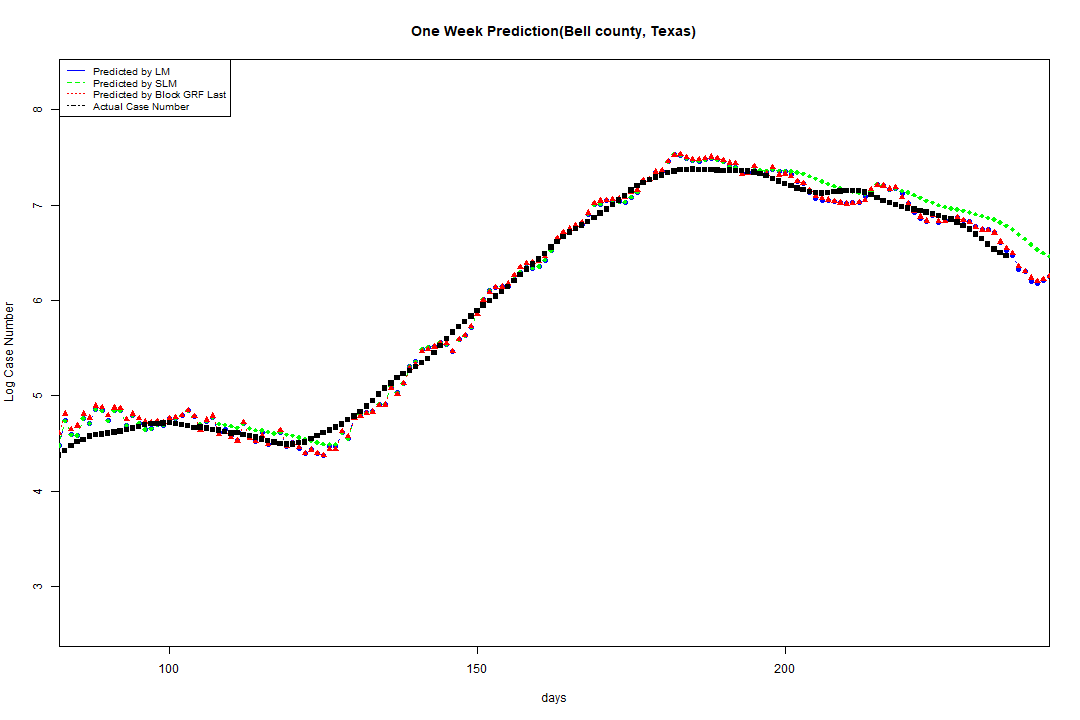 One Week Prediction(Bell county, Texas)
Predicted by LM
Predicted by SLM
Predicted by Block GRF Last
Actual Case Number
8
7
6
5
4
3
Log Case Number
100 150 200
days